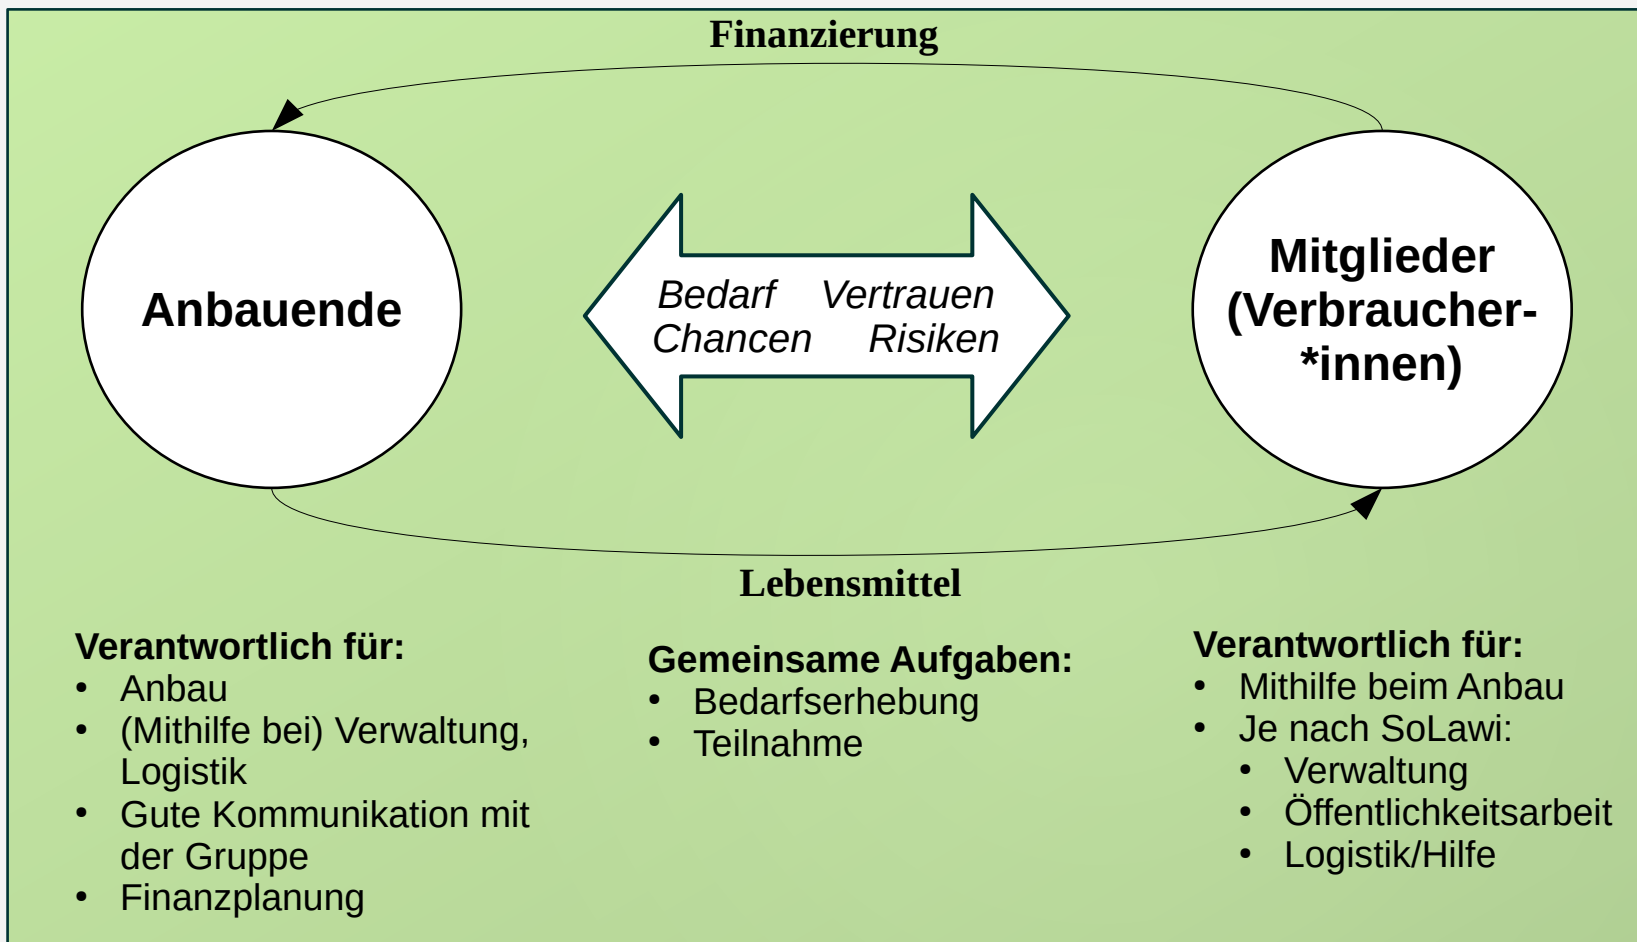 Finanzierung
Anbauende
Bedarf Vertrauen
Chancen Risiken
Mitglieder
(Verbraucher-
*innen)
Lebensmittel
Verantwortlich für:
• Anbau
• (Mithilfe bei) Verwaltung,
Logistik
• Gute Kommunikation mit
der Gruppe
• Finanzplanung
Gemeinsame Aufgaben:
• Bedarfserhebung
• Teilnahme
Verantwortlich für:
• Mithilfe beim Anbau
• Je nach SoLawi:
• Verwaltung
• Öffentlichkeitsarbeit
• Logistik/Hilfe